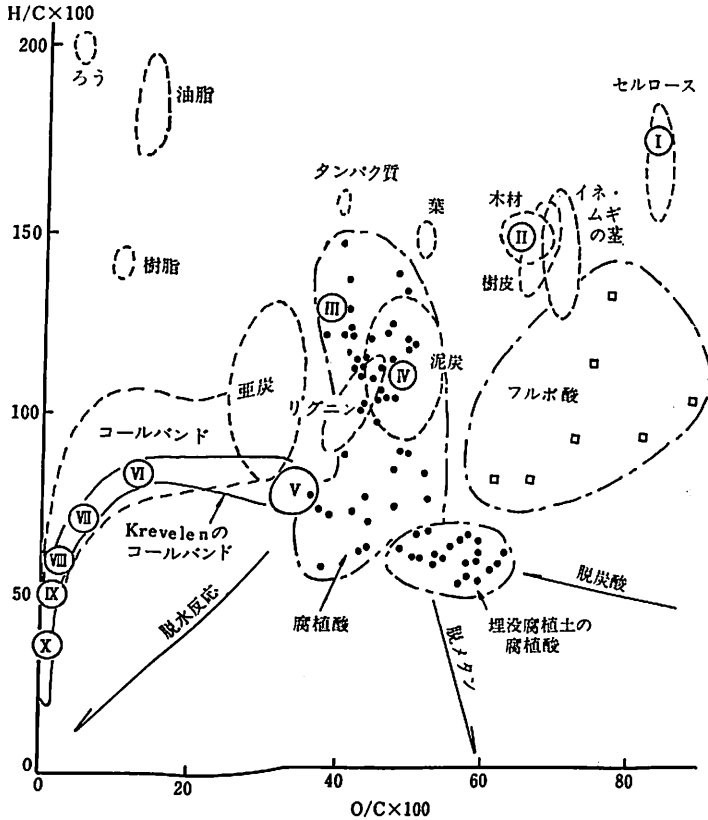 H/C×100
200
ろう
油脂
セルロース
I
タンパク質
葉
木材
イネ・
ムギ
の茎
150
II
樹脂
樹皮
III
亜炭
リグニン
泥炭
IV
フルボ酸
100
コールバンド
VI
V
VII
Krevelenの
コールバンド
VIII
IX
50
X
脱水反応
腐植酸
脱メタン
埋没腐植土の
腐植酸
脱炭酸
0
0
20
40
60
80
O/C×100